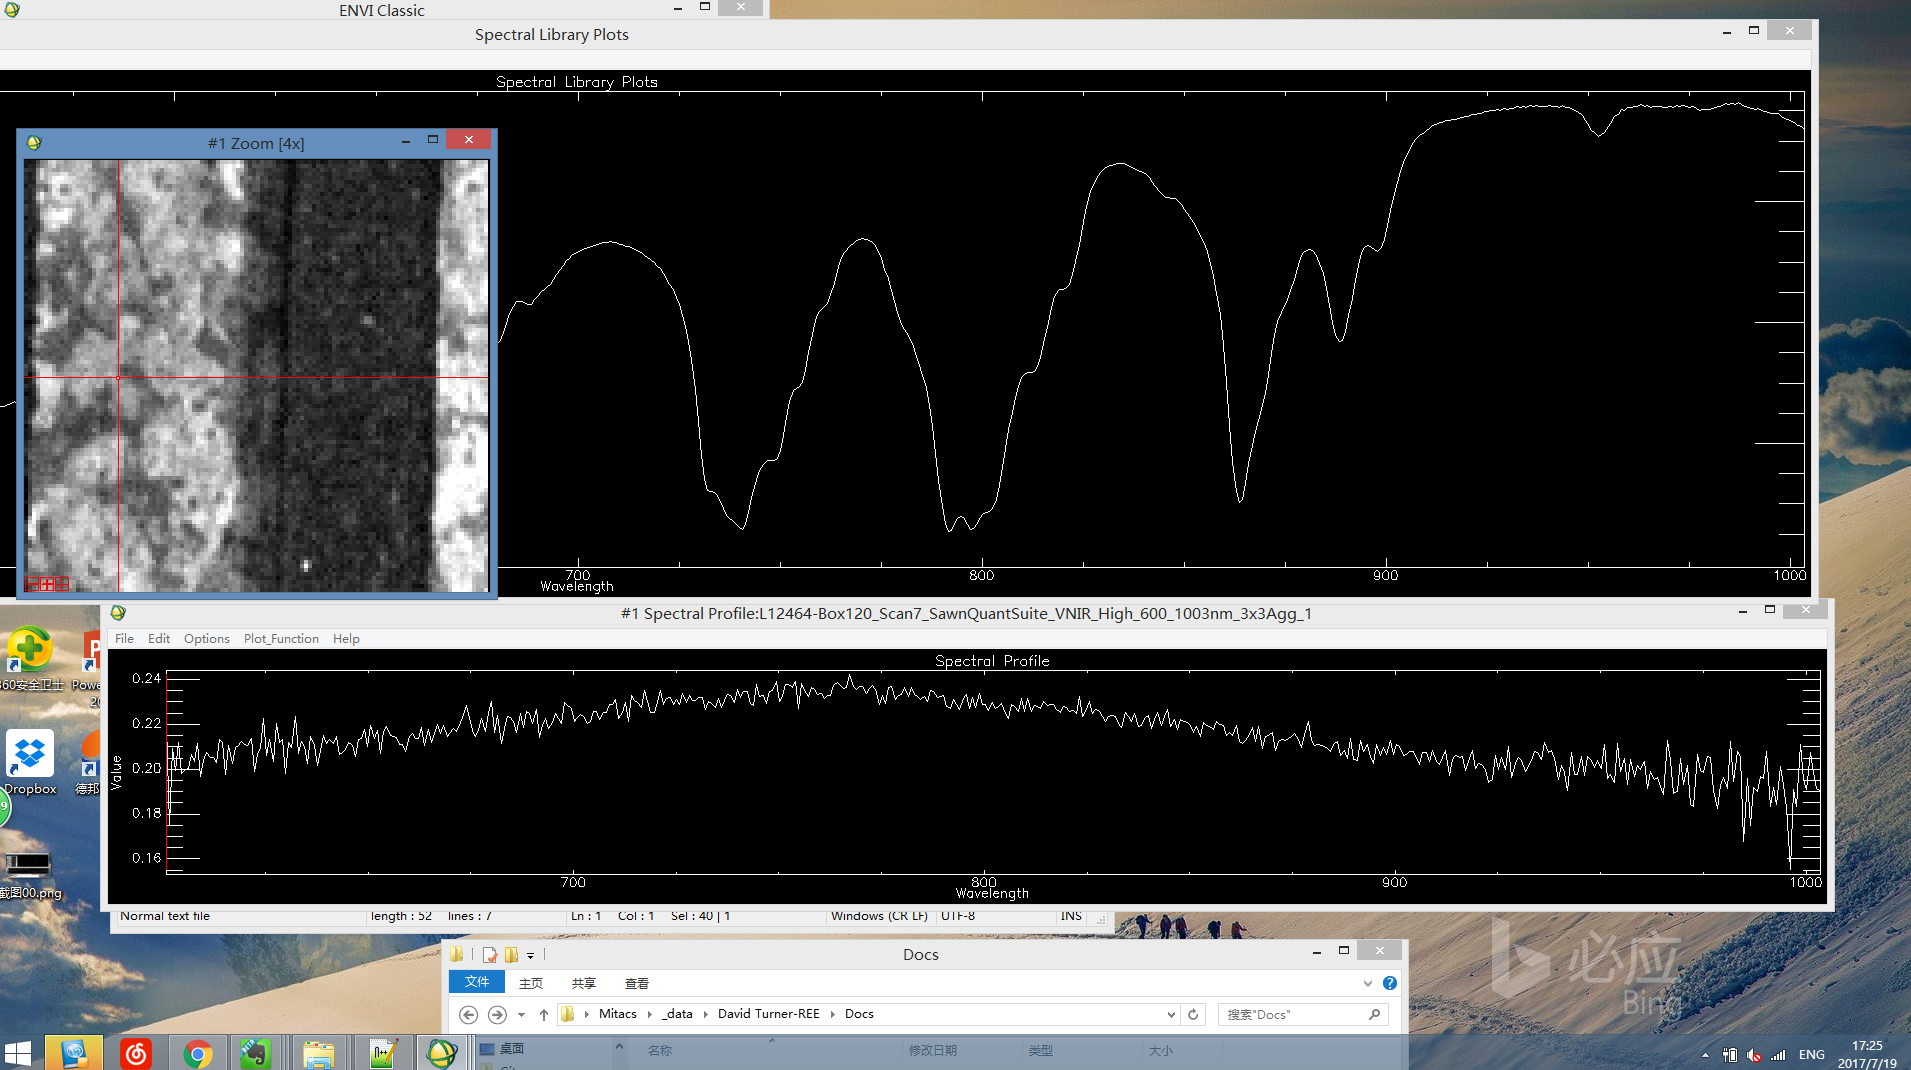 ENVI Classic
Spectral Library Plots
Spectral Library Plots
#1 Zoom [4x]
700
800
900
1000
Wavelength
#1 Spectral Profile:L12464-Box120_Scan7_SawnQuantSuite_VNIR_High_600_1003nm_3x3Agg_1
File Edit Options Plot_Function Help
Spectral Profile
0.24
0.22
0.20
0.18
0.16
Value
700
800
900
1000
Wavelength
360安全卫士
Powe
20
Dropbox
德邦
9
截图00.png
Normal text file length : 52 lines : 7 Ln : 1 Col : 1 Sel : 40 | 1 Windows (CR LF) UTF-8 INS
Docs
文件 主页 共享 查看
Mitacs _data David Turner-REE Docs
搜索"Docs"
桌面
名称 修改日期 类型 大小
必应
Bing
ENG
17:25
2017/7/19